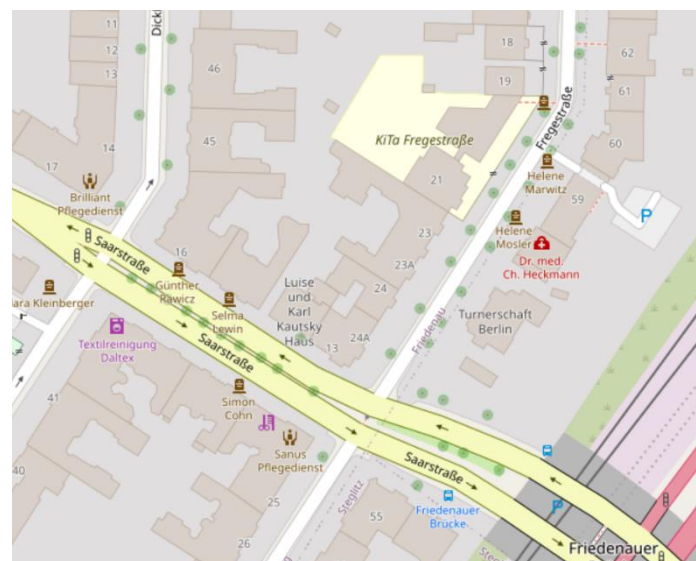 11
12
13
Dick
46
45
14
17
Brilliant
Pflegedienst
18
19
62
61
60
KiTa Fregestraße
Fregestraße
21
Helene
Marwitz
59
P
Helene
Mosler
Dr. med.
Ch. Heckmann
23
23A
24
24A
13
Saarstraße
16
Günther
Rawicz
Selma
Lewin
Luise
und
Karl
Kautsky
Haus
Friedenau
Turnerschaft
Berlin
ara Kleinberger
Textilreinigung
Daltex
Saarstraße
41
40
Simon
Cohn
Sanus
Pflegedienst
25
26
Steglitz
Saarstraße
Friedenauer
Brücke
55
P
Steg
Friedenauer